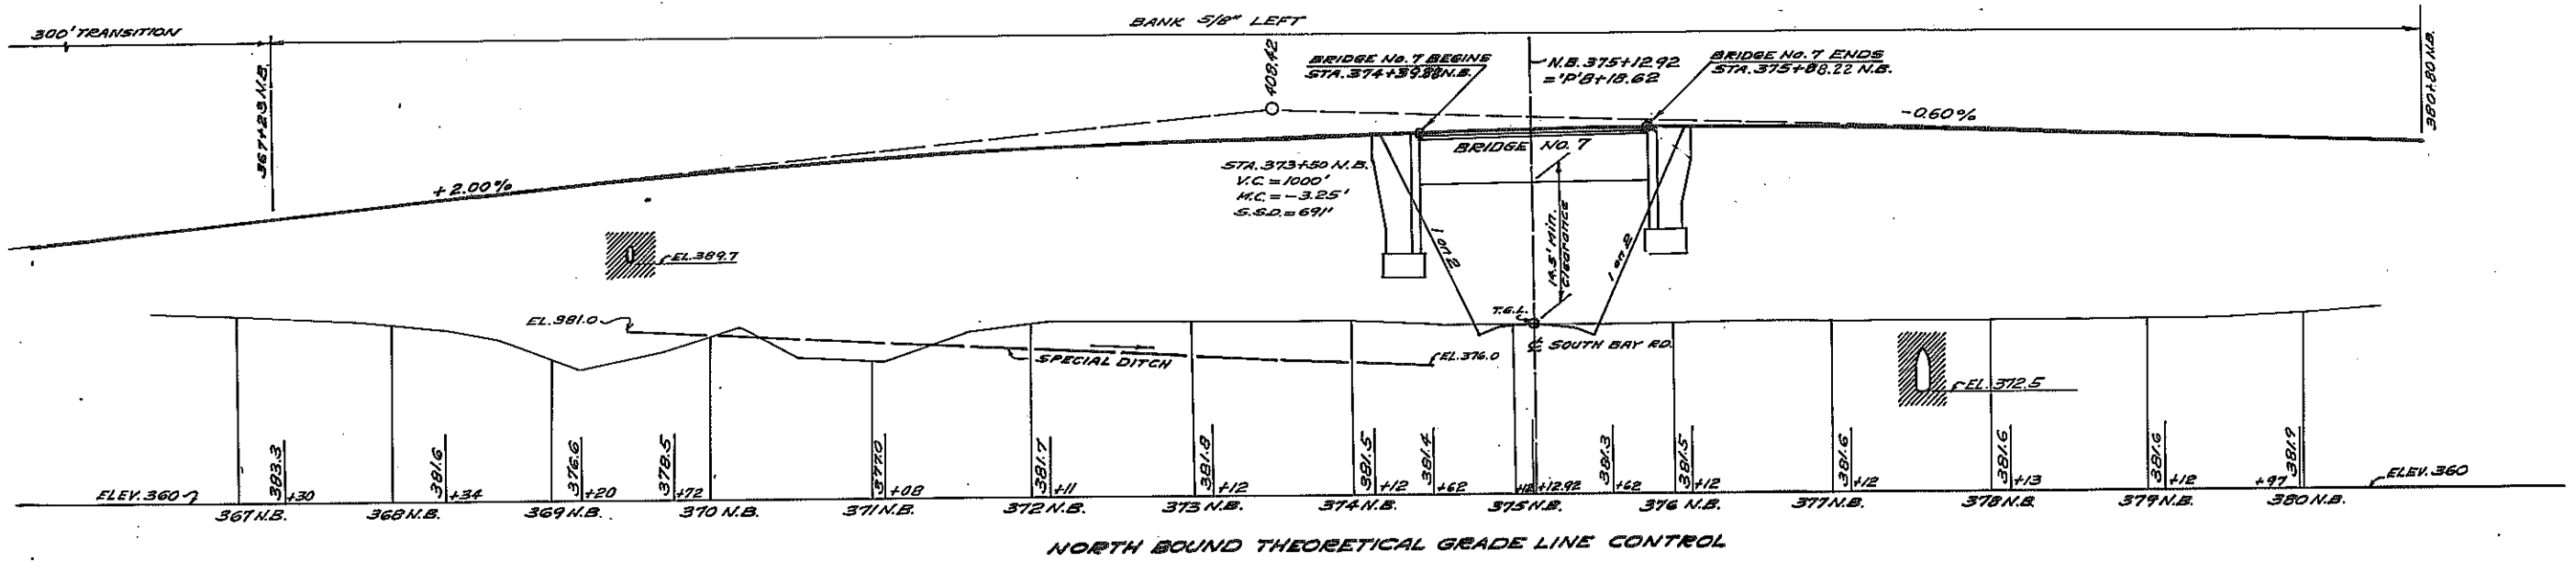 300' TRANSITION
BANK 5/8" LEFT
367+23 N.B.
408.42
BRIDGE No. 7 BEGINS
STA. 374+39.88 N.B.
N.B. 375+12.92
= 'P' 8+18.62
BRIDGE No. 7 ENDS
STA. 375+88.22 N.B.
380+80 N.B.
+2.00%
-0.60%
STA. 373+50 N.B.
V.C. = 1000'
M.C. = -3.25'
S.S.D. = 691'
BRIDGE No. 7
1 on 2
14.5' Min.
Clearance
1 on 2
EL. 389.7
EL. 381.0
SPECIAL DITCH
EL. 376.0
T.G.L.
℄ SOUTH BAY RD.
EL. 372.5
ELEV. 360
383.3 +30
381.6 +34
376.6 +20
378.5 +72
377.0 +08
381.7 +11
381.8 +12
381.5 +12
381.4 +62
+12.92
381.3 +62
381.5 +12
381.6 +12
381.6 +13
381.6 +12
+97 381.9
ELEV. 360
367 N.B. 368 N.B. 369 N.B. 370 N.B. 371 N.B. 372 N.B. 373 N.B. 374 N.B. 375 N.B. 376 N.B. 377 N.B. 378 N.B. 379 N.B. 380 N.B.
NORTH BOUND THEORETICAL GRADE LINE CONTROL